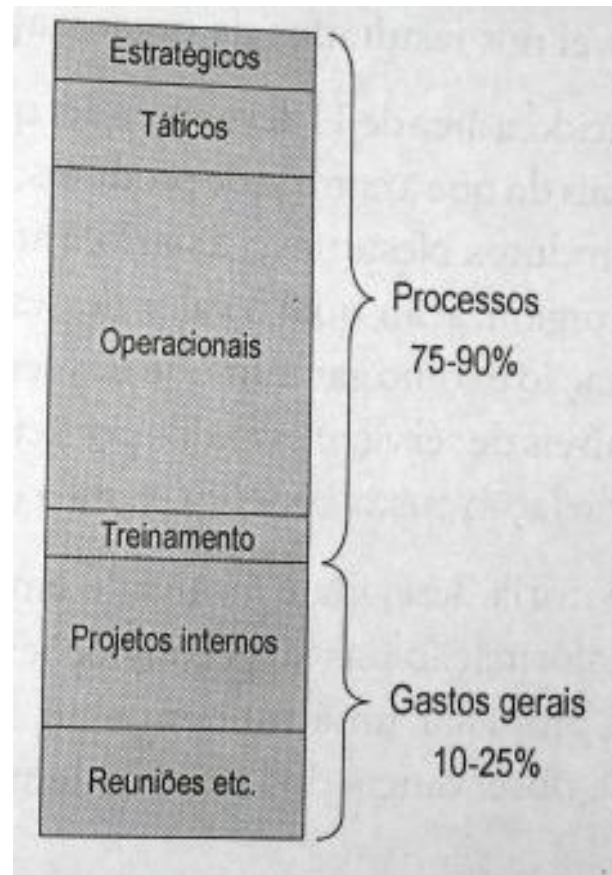 Estratégicos
Táticos
Operacionais
Treinamento
Projetos internos
Reuniões etc.
Processos
75-90%
Gastos gerais
10-25%